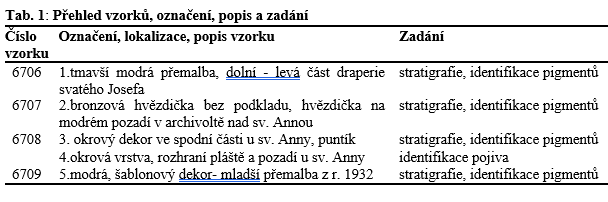 Tab. 1: Přehled vzorků, označení, popis a zadání
Číslo vzorku Označení, lokalizace, popis vzorku Zadání
6706 1.tmavší modrá přemalba, dolní - levá část draperie stratigrafie, identifikace pigmentů
svatého Josefa
6707 2.bronzová hvězdička bez podkladu, hvězdička na stratigrafie, identifikace pigmentů
modrém pozadí v archivoltě nad sv. Annou
6708 3. okrový dekor ve spodní části u sv. Anny, puntík stratigrafie, identifikace pigmentů
4.okrová vrstva, rozhraní pláště a pozadí u sv. Anny identifikace pojiva
6709 5.modrá, šablonový dekor- mladší přemalba z r. 1932 stratigrafie, identifikace pigmentů